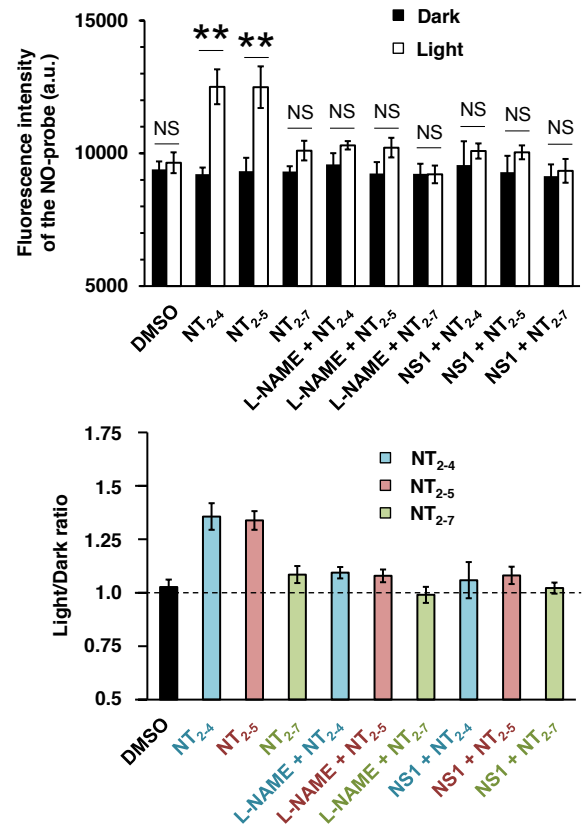 Dark
Light
Fluorescence intensity
of the NO-probe (a.u.)
15000
10000
5000
NS
**
**
NS
NS
NS
NS
NS
NS
NS
DMSO
NT2-4
NT2-5
NT2-7
L-NAME + NT2-4
L-NAME + NT2-5
L-NAME + NT2-7
NS1 + NT2-4
NS1 + NT2-5
NS1 + NT2-7
Light/Dark ratio
1.75
1.5
1.25
1.0
0.75
0.5
NT2-4
NT2-5
NT2-7
DMSO
NT2-4
NT2-5
NT2-7
L-NAME + NT2-4
L-NAME + NT2-5
L-NAME + NT2-7
NS1 + NT2-4
NS1 + NT2-5
NS1 + NT2-7